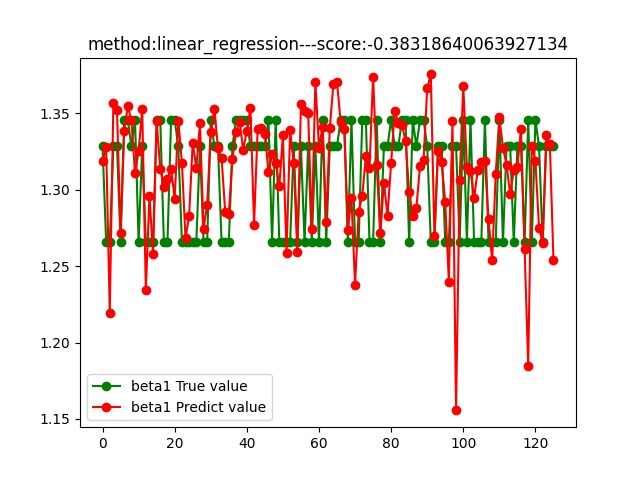 method:linear_regression---score:-0.38318640063927134
1.35
1.30
1.25
1.20
1.15
beta1 True value
beta1 Predict value
0 20 40 60 80 100 120